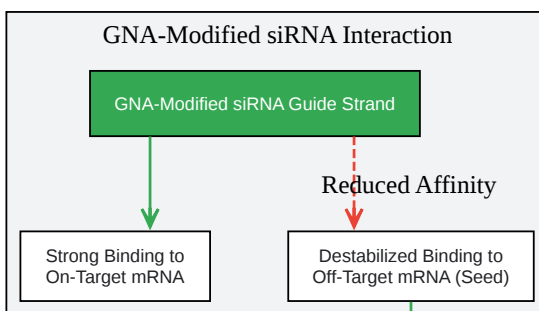 GNA-Modified siRNA Interaction
GNA-Modified siRNA Guide Strand
Reduced Affinity
Strong Binding to
On-Target mRNA
Destabilized Binding to
Off-Target mRNA (Seed)